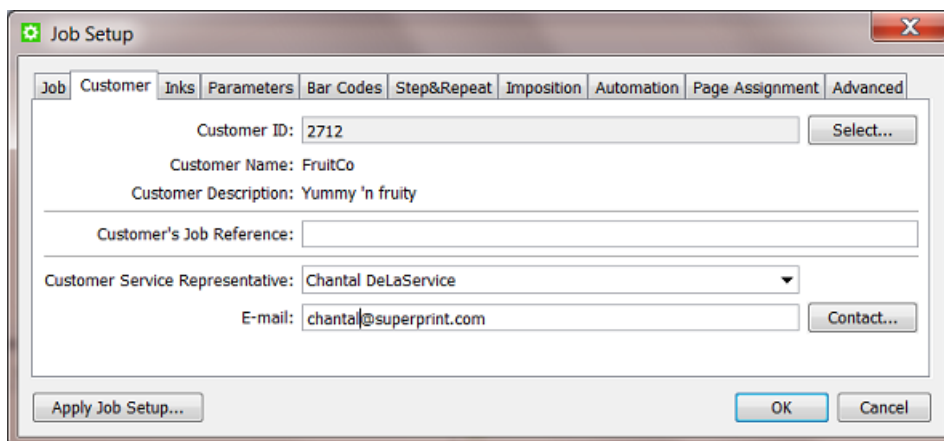 Job Setup
Job Customer Inks Parameters Bar Codes Step&Repeat Imposition Automation Page Assignment Advanced
Customer ID: 2712 Select...
Customer Name: FruitCo
Customer Description: Yummy 'n fruity
Customer's Job Reference:
Customer Service Representative: Chantal DeLaService
E-mail: chantal@superprint.com Contact...
Apply Job Setup... OK Cancel